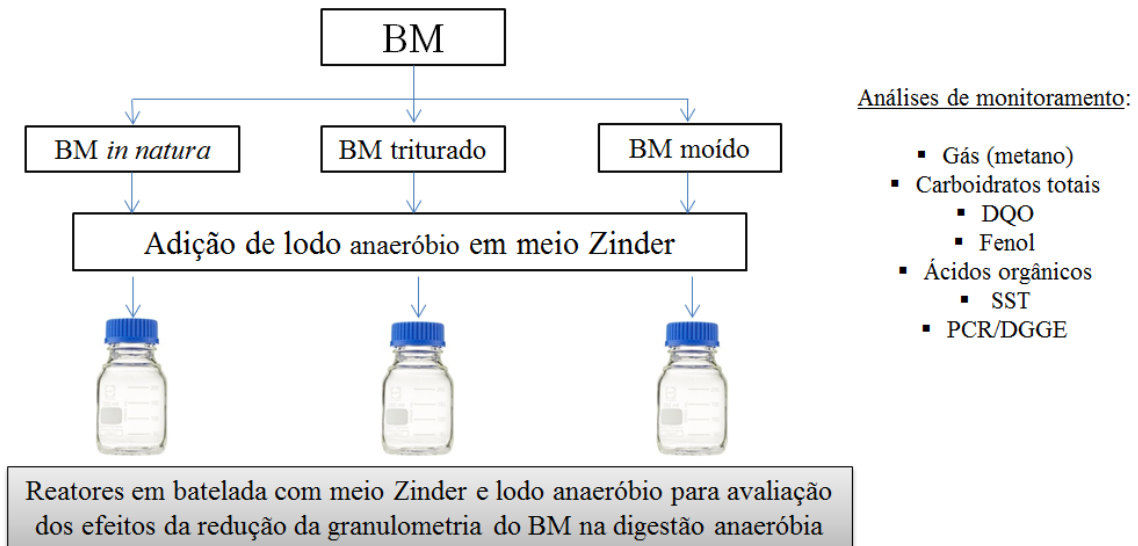 BM
BM in natura
BM triturado
BM moído
Adição de lodo anaeróbio em meio Zinder
Reatores em batelada com meio Zinder e lodo anaeróbio para avaliação
dos efeitos da redução da granulometria do BM na digestão anaeróbia
Análises de monitoramento:
▪ Gás (metano)
▪ Carboidratos totais
▪ DQO
▪ Fenol
▪ Ácidos orgânicos
▪ SST
▪ PCR/DGGE